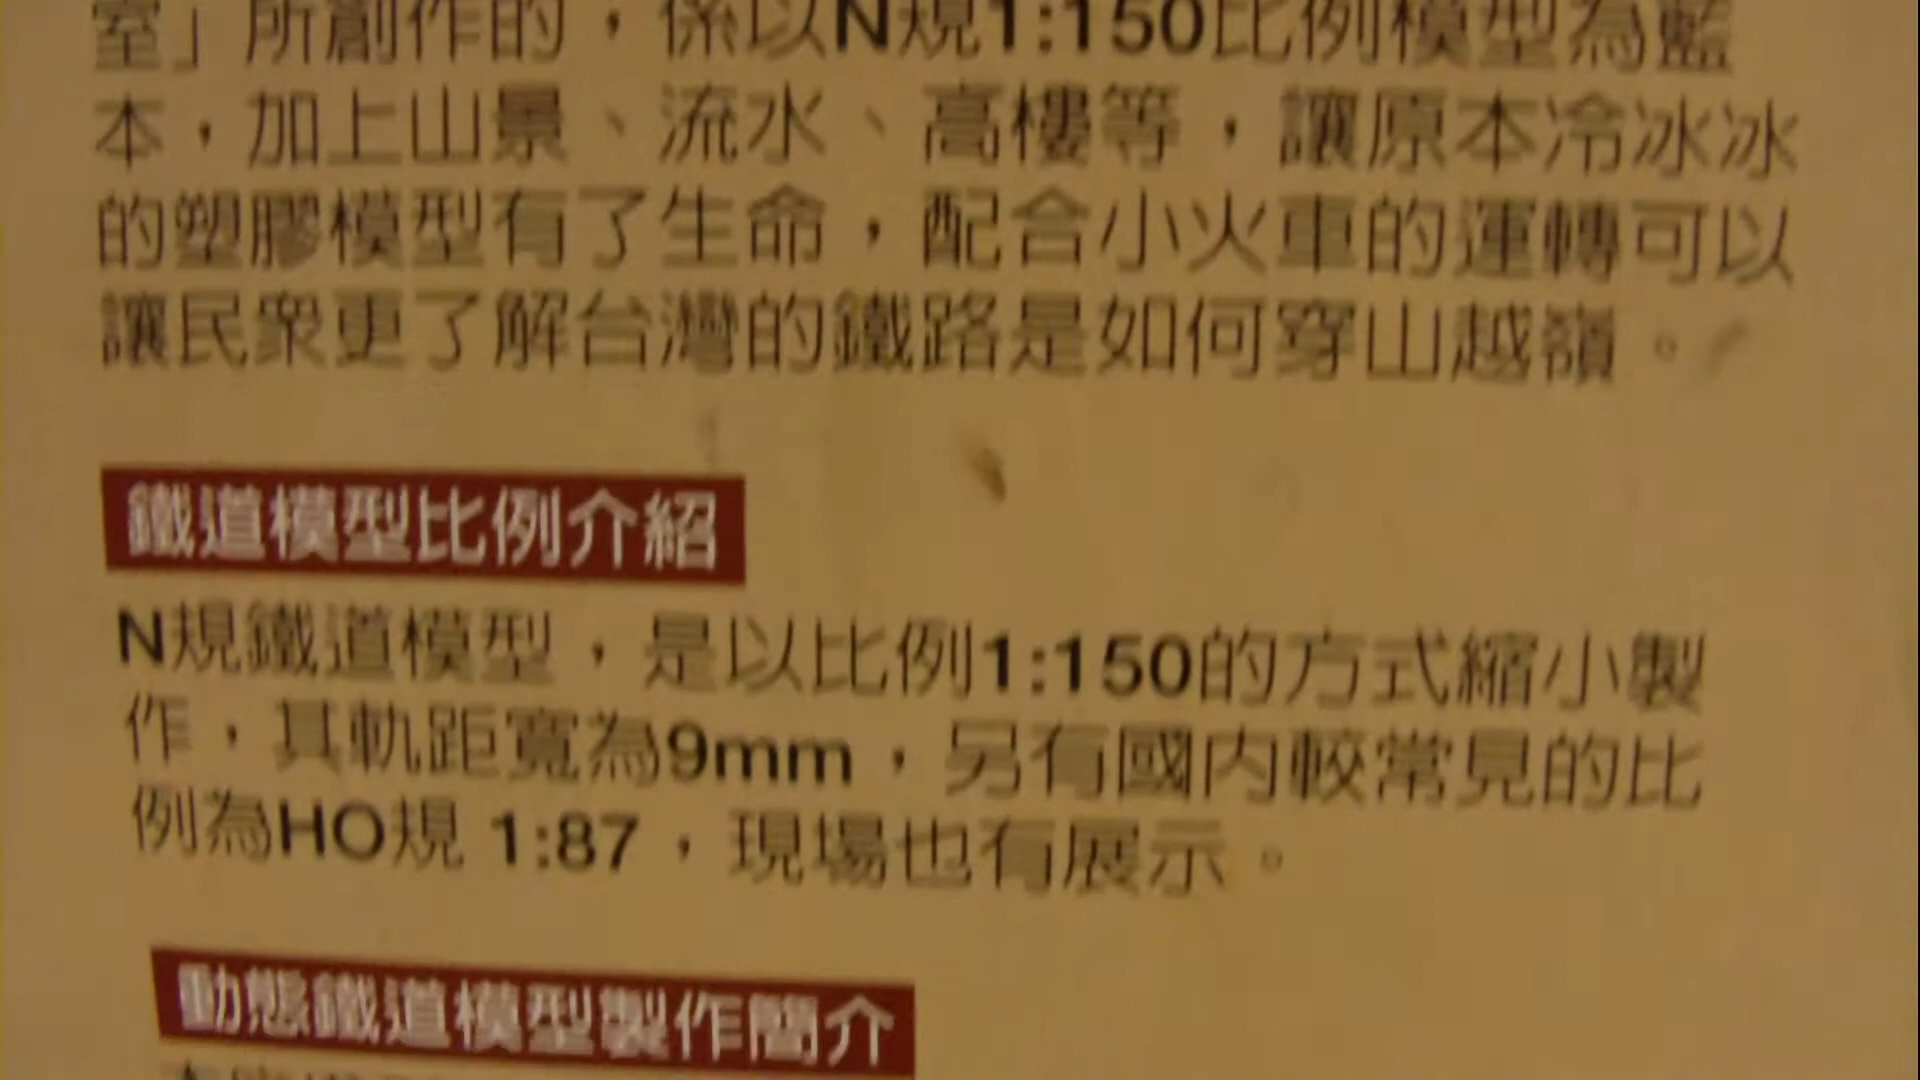 室」所創作的，係以N規1:150比例模型為藍
本，加上山景、流水、高樓等，讓原本冷冰冰
的塑膠模型有了生命，配合小火車的運轉可以
讓民眾更了解台灣的鐵路是如何穿山越嶺。
鐵道模型比例介紹
N規鐵道模型，是以比例1:150的方式縮小製
作，其軌距寬為9mm，另有國內較常見的比
例為HO規 1:87，現場也有展示。
動態鐵道模型製作簡介